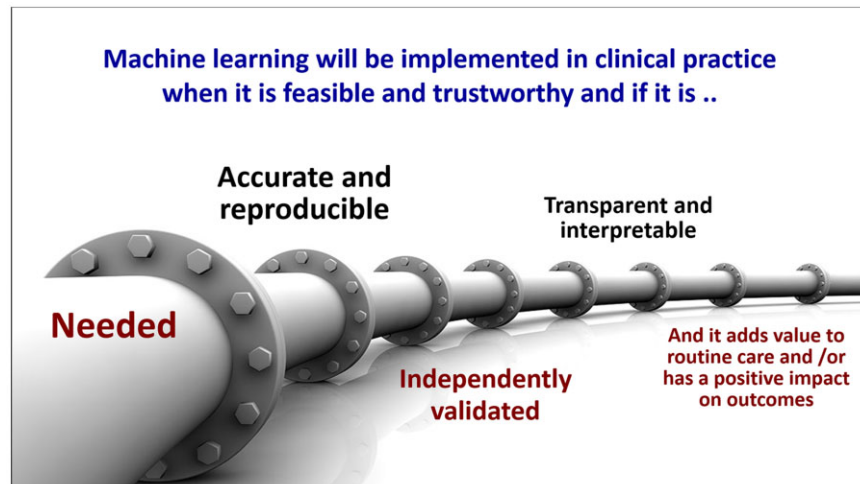 Machine learning will be implemented in clinical practice
when it is feasible and trustworthy and if it is ..
Needed
Accurate and
reproducible
Independently
validated
Transparent and
interpretable
And it adds value to
routine care and /or
has a positive impact
on outcomes